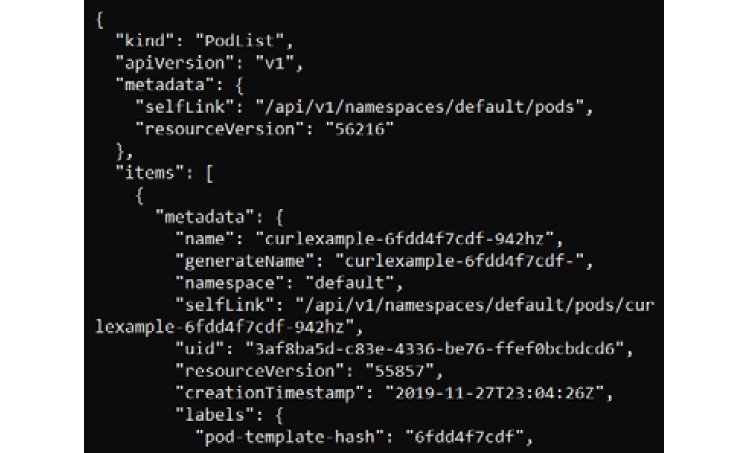 {
  "kind": "PodList",
  "apiVersion": "v1",
  "metadata": {
    "selfLink": "/api/v1/namespaces/default/pods",
    "resourceVersion": "56216"
  },
  "items": [
    {
      "metadata": {
        "name": "curlexample-6fdd4f7cdf-942hz",
        "generateName": "curlexample-6fdd4f7cdf-",
        "namespace": "default",
        "selfLink": "/api/v1/namespaces/default/pods/cur
lexample-6fdd4f7cdf-942hz",
        "uid": "3af8ba5d-c83e-4336-be76-ffef0bcbdcd6",
        "resourceVersion": "55857",
        "creationTimestamp": "2019-11-27T23:04:26Z",
        "labels": {
          "pod-template-hash": "6fdd4f7cdf",